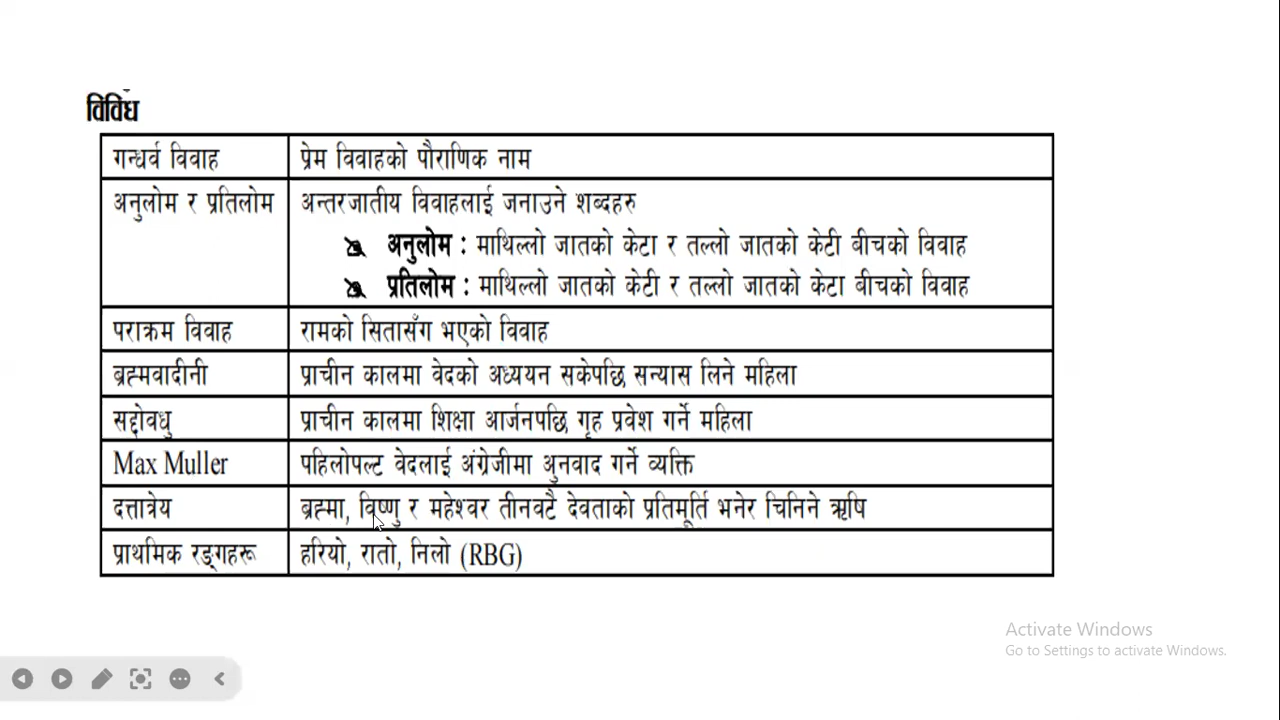 विविध
गन्धर्व विवाह प्रेम विवाहको पौराणिक नाम
अनुलोम र प्रतिलोम अन्तरजातीय विवाहलाई जनाउने शब्दहरु
अनुलोम : माथिल्लो जातको केटा र तल्लो जातको केटी बीचको विवाह
प्रतिलोम : माथिल्लो जातको केटी र तल्लो जातको केटा बीचको विवाह
पराक्रम विवाह रामको सितासँग भएको विवाह
ब्रह्मवादीनी प्राचीन कालमा वेदको अध्ययन सकेपछि सन्यास लिने महिला
सद्दोवधु प्राचीन कालमा शिक्षा आर्जनपछि गृह प्रवेश गर्ने महिला
Max Muller पहिलोपल्ट वेदलाई अंग्रेजीमा अुनवाद गर्ने व्यक्ति
दत्तात्रेय ब्रह्मा, विष्णु र महेश्वर तीनवटै देवताको प्रतिमूर्ति भनेर चिनिने ऋषि
प्राथमिक रङ्गहरू हरियो, रातो, निलो (RBG)
Activate Windows
Go to Settings to activate Windows.